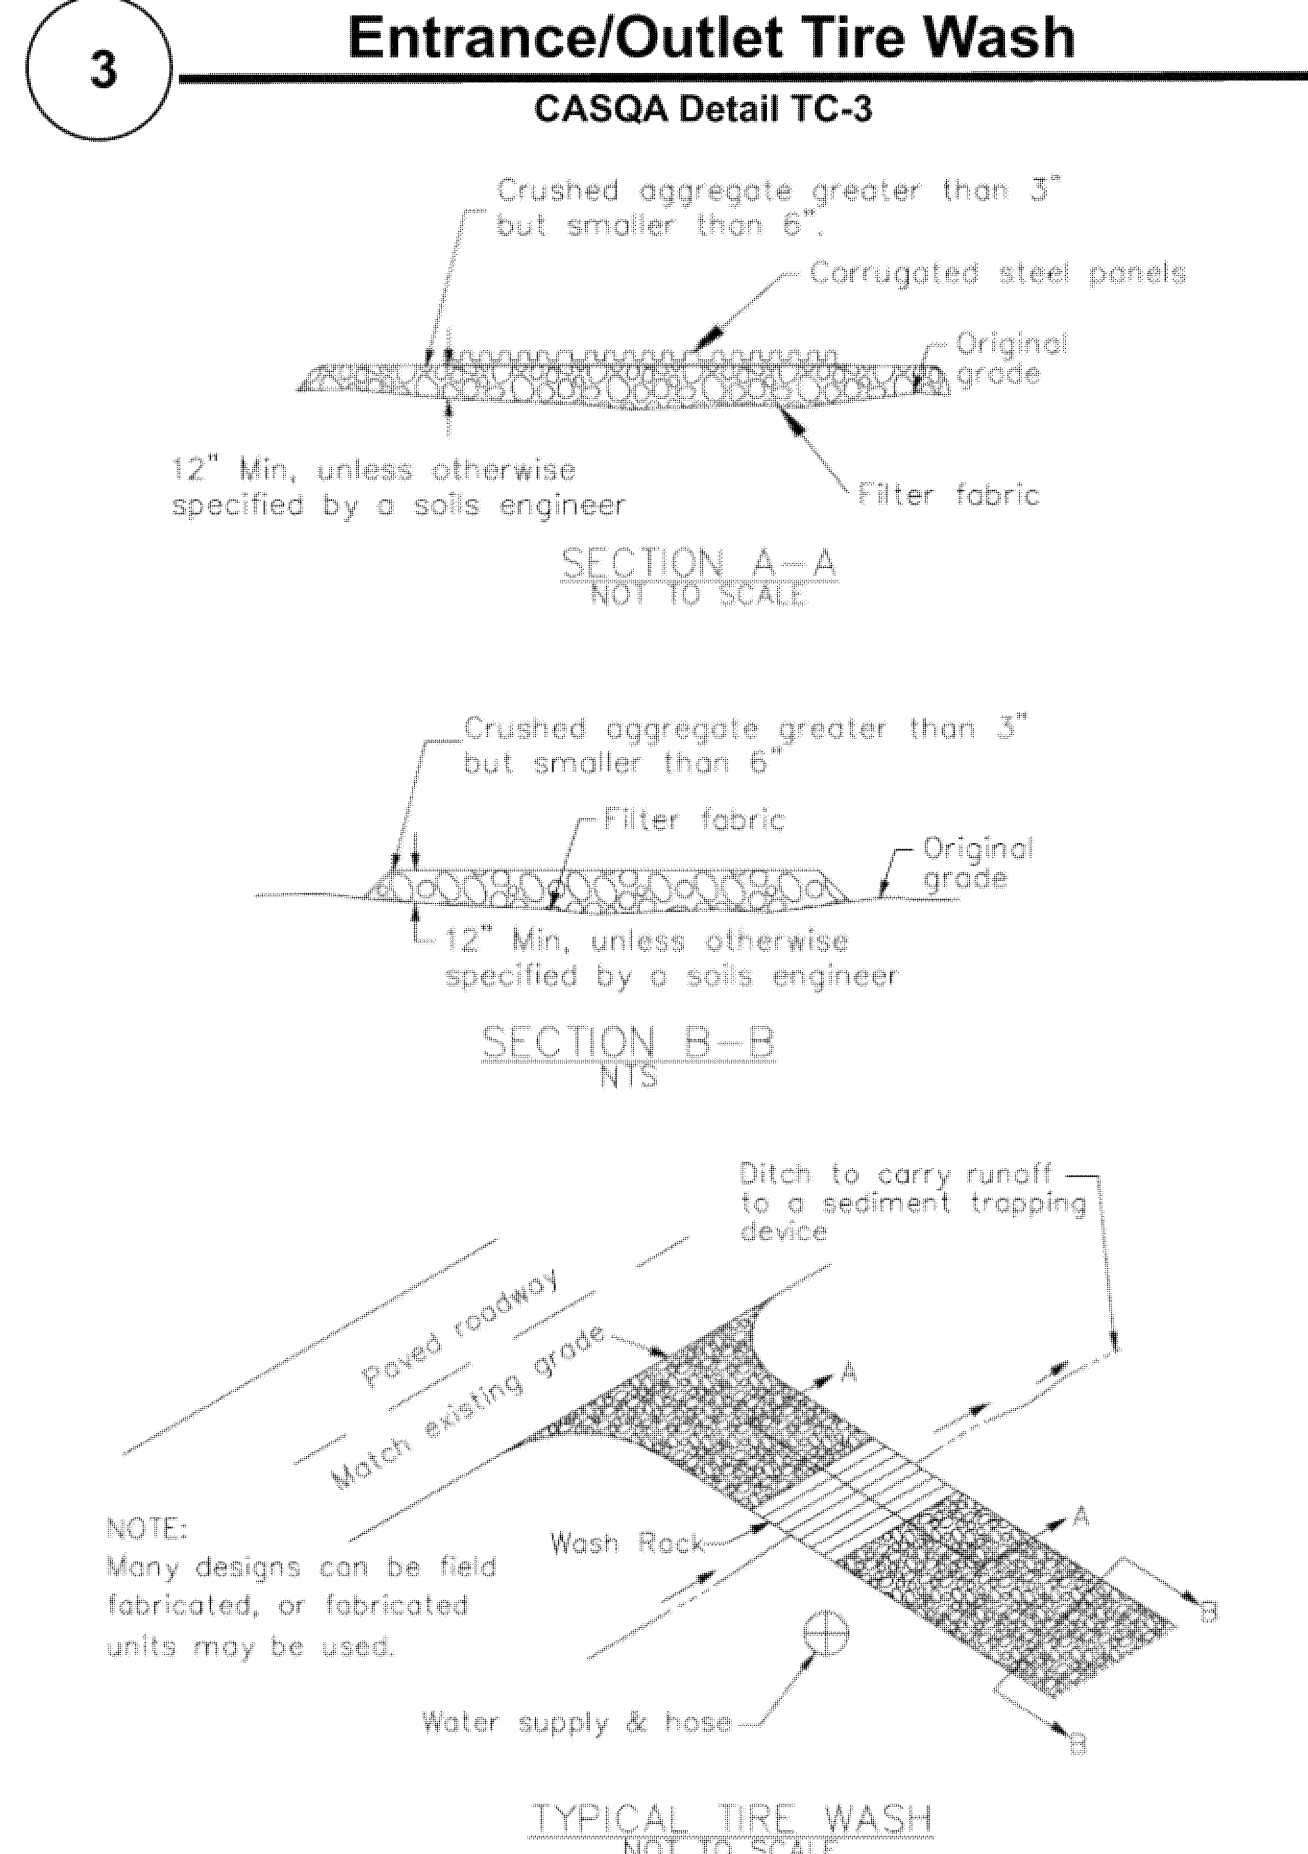 3
Entrance/Outlet Tire Wash
CASQA Detail TC-3
Crushed aggregate greater than 3"
but smaller than 6".
Corrugated steel panels
Original
grade
12" Min, unless otherwise
specified by a soils engineer
Filter fabric
SECTION A-A
NOT TO SCALE
Crushed aggregate greater than 3"
but smaller than 6"
Filter fabric
Original
grade
12" Min, unless otherwise
specified by a soils engineer
SECTION B-B
NTS
Ditch to carry runoff
to a sediment trapping
device
Paved roadway
Match existing grade
A
A
Wash Rack
NOTE:
Many designs can be field
fabricated, or fabricated
units may be used.
B
Water supply & hose
B
TYPICAL TIRE WASH
NOT TO SCALE